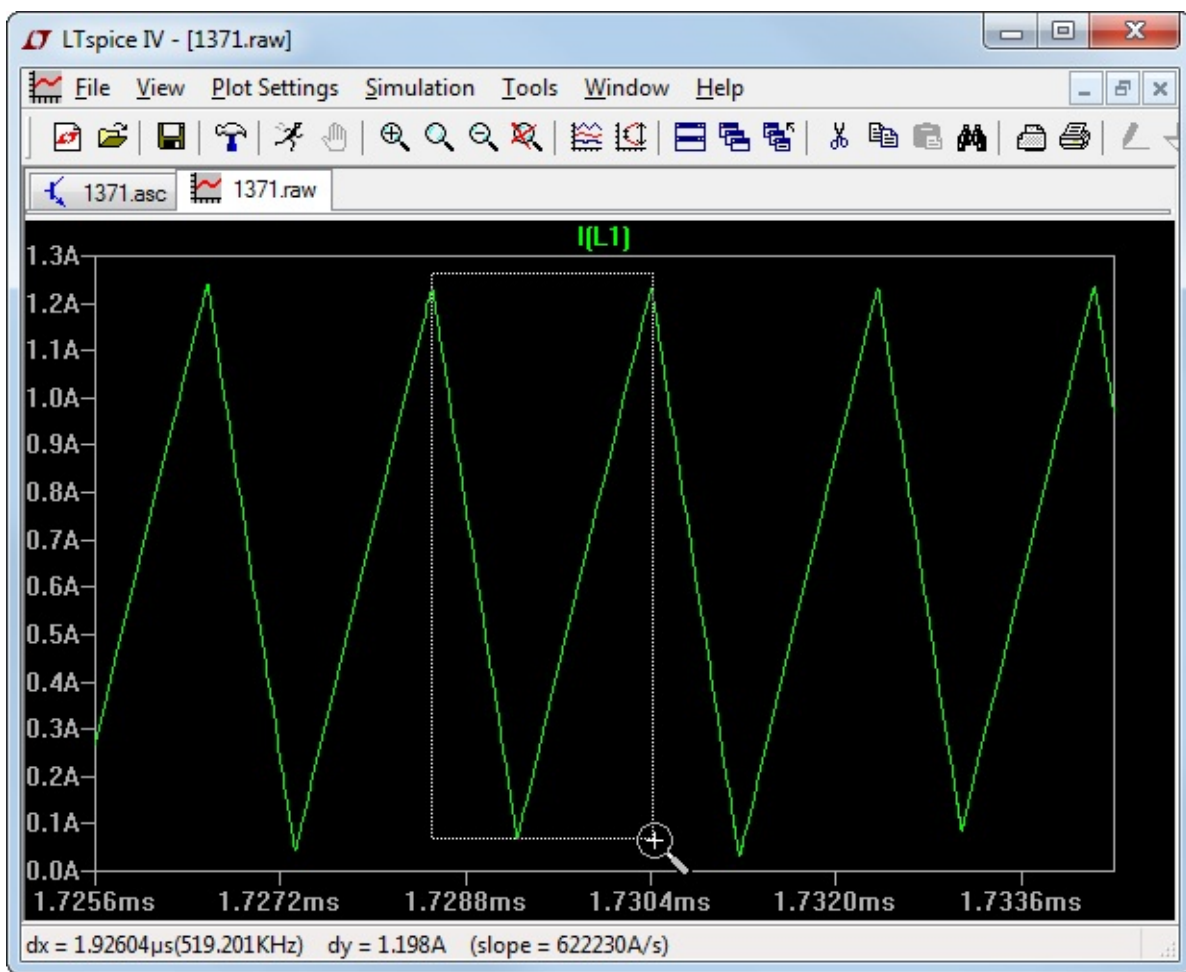 LTspice IV - [1371.raw]
File View Plot Settings Simulation Tools Window Help
1371.asc 1371.raw
I(L1)
1.3A
1.2A
1.1A
1.0A
0.9A
0.8A
0.7A
0.6A
0.5A
0.4A
0.3A
0.2A
0.1A
0.0A
1.7256ms 1.7272ms 1.7288ms 1.7304ms 1.7320ms 1.7336ms
dx = 1.92604µs(519.201KHz) dy = 1.198A (slope = 622230A/s)